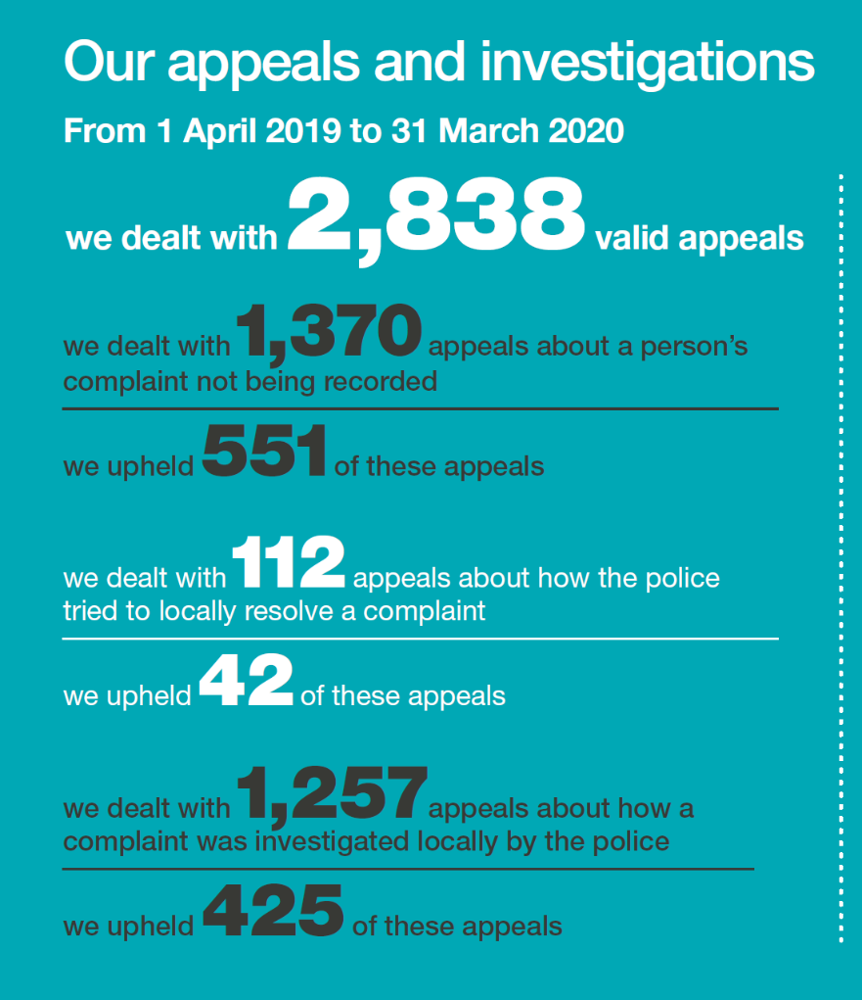 Our appeals and investigations
From 1 April 2019 to 31 March 2020
we dealt with 2,838 valid appeals
we dealt with 1,370 appeals about a person’s
complaint not being recorded
we upheld 551 of these appeals
we dealt with 112 appeals about how the police
tried to locally resolve a complaint
we upheld 42 of these appeals
we dealt with 1,257 appeals about how a
complaint was investigated locally by the police
we upheld 425 of these appeals